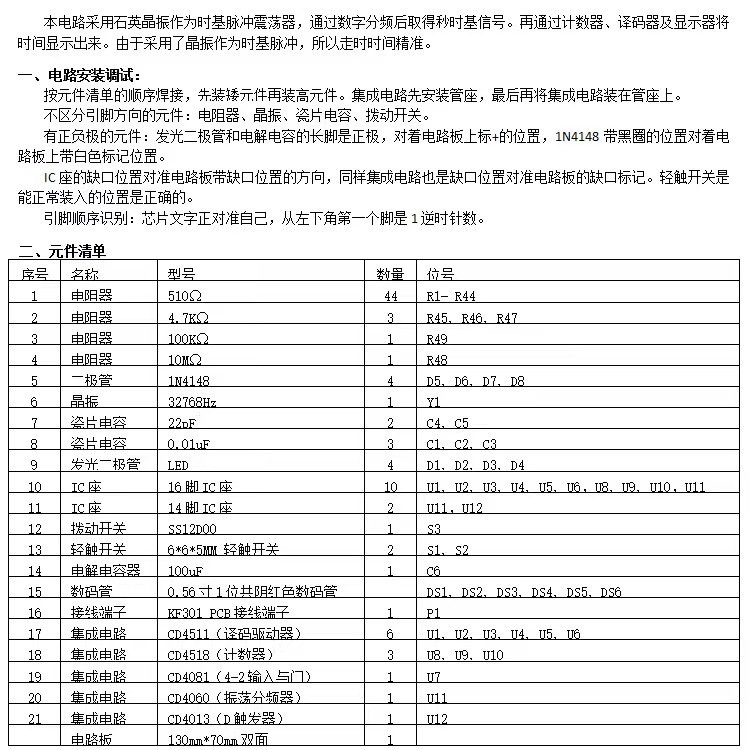 本电路采用石英晶振作为时基脉冲震荡器，通过数字分频后取得秒时基信号。再通过计数器、译码器及显示器将
时间显示出来。由于采用了晶振作为时基脉冲，所以走时时间精准。
一、电路安装调试：
按元件清单的顺序焊接，先装矮元件再装高元件。集成电路先安装管座，最后再将集成电路装在管座上。
不区分引脚方向的元件：电阻器、晶振、瓷片电容、拨动开关。
有正负极的元件：发光二极管和电解电容的长脚是正极，对着电路板上标+的位置，1N4148 带黑圈的位置对着电
路板上带白色标记位置。
IC 座的缺口位置对准电路板带缺口位置的方向，同样集成电路也是缺口位置对准电路板的缺口标记。轻触开关是
能正常装入的位置是正确的。
引脚顺序识别：芯片文字正对准自己，从左下角第一个脚是 1 逆时针数。
二、元件清单
序号 名称 型号 数量 位号
1 电阻器 510Ω 44 R1- R44
2 电阻器 4.7KΩ 3 R45、R46、R47
3 电阻器 100KΩ 1 R49
4 电阻器 10MΩ 1 R48
5 二极管 1N4148 4 D5、D6、D7、D8
6 晶振 32768Hz 1 Y1
7 瓷片电容 22pF 2 C4、C5
8 瓷片电容 0.01uF 3 C1、C2、C3
9 发光二极管 LED 4 D1、D2、D3、D4
10 IC 座 16 脚 IC 座 10 U1、U2、U3、U4、U5、U6，U8、U9、U10，U11
11 IC 座 14 脚 IC 座 2 U11，U12
12 拨动开关 SS12D00 1 S3
13 轻触开关 6*6*5MM 轻触开关 2 S1、S2
14 电解电容器 100uF 1 C6
15 数码管 0.56 寸 1 位共阴红色数码管 DS1、DS2、DS3、DS4、DS5、DS6
16 接线端子 KF301 PCB 接线端子 1 P1
17 集成电路 CD4511（译码驱动器） 6 U1、U2、U3、U4、U5、U6
18 集成电路 CD4518（计数器） 3 U8、U9、U10
19 集成电路 CD4081（4-2 输入与门） 1 U7
20 集成电路 CD4060（振荡分频器） 1 U11
21 集成电路 CD4013（D 触发器） 1 U12
电路板 130mm*70mm 双面 1